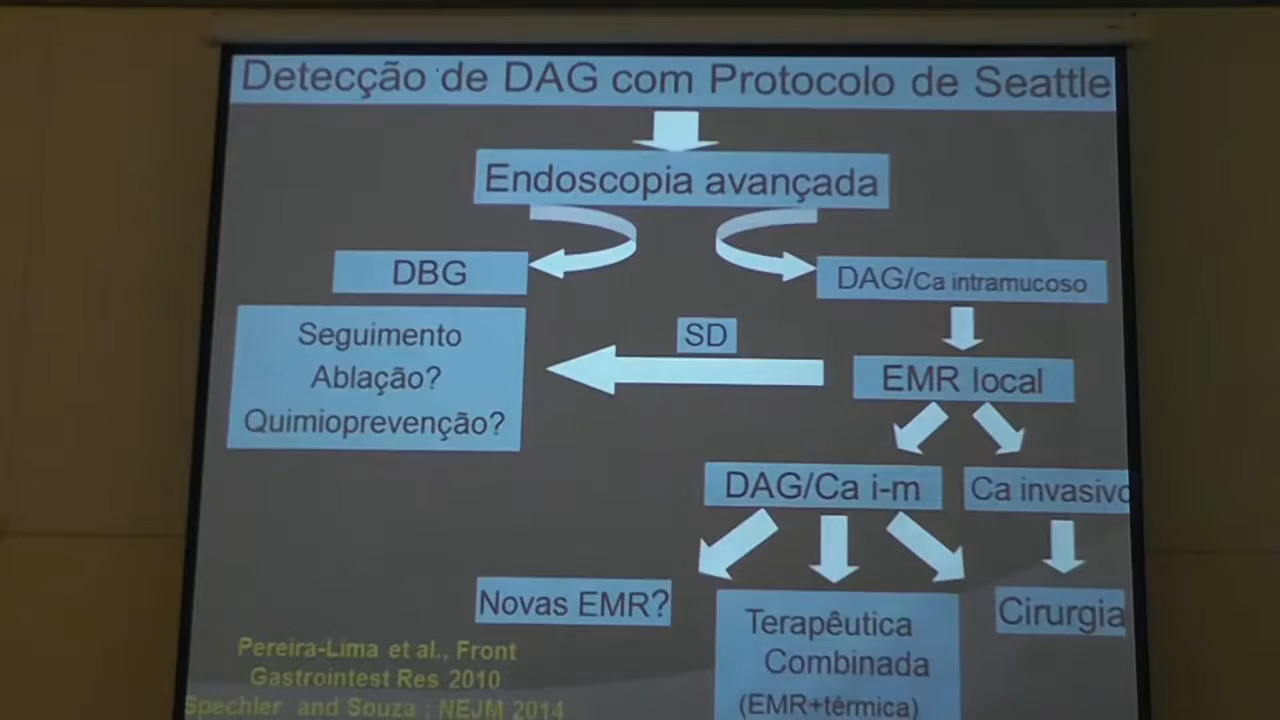 Detecção de DAG com Protocolo de Seattle
Endoscopia avançada
DBG
DAG/Ca intramucoso
Seguimento
Ablação?
Quimioprevenção?
SD
EMR local
DAG/Ca i-m
Ca invasivo
Novas EMR?
Terapêutica
Combinada
(EMR+térmica)
Cirurgia
Pereira-Lima et al., Front
Gastrointest Res 2010
Spechler and Souza ; NEJM 2014